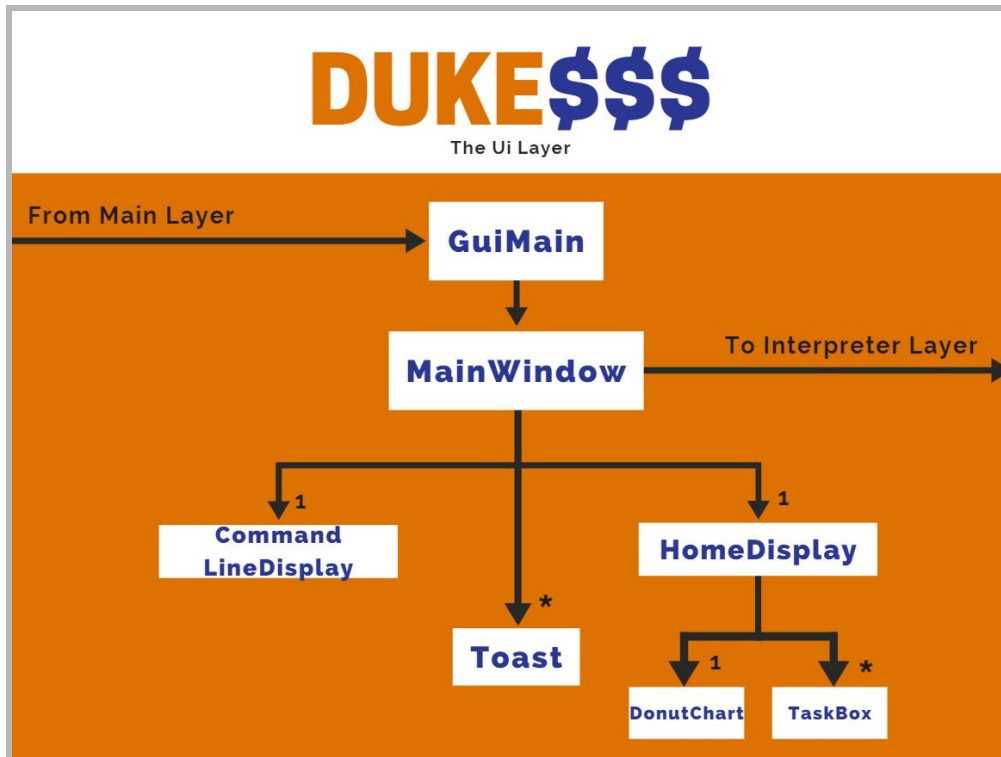 DUKE$$$
The Ui Layer
From Main Layer
GuiMain
MainWindow
To Interpreter Layer
1
1
Command
LineDisplay
HomeDisplay
*
Toast
1
*
DonutChart
TaskBox